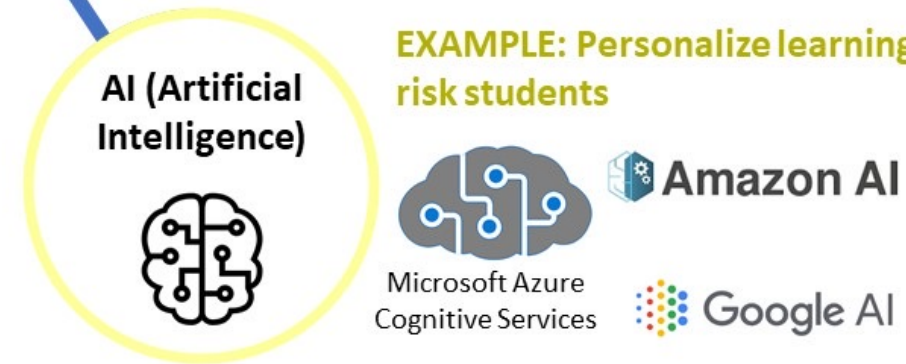 AI (Artificial
Intelligence)
EXAMPLE: Personalize learning
risk students
Amazon AI
Microsoft Azure
Cognitive Services
Google AI